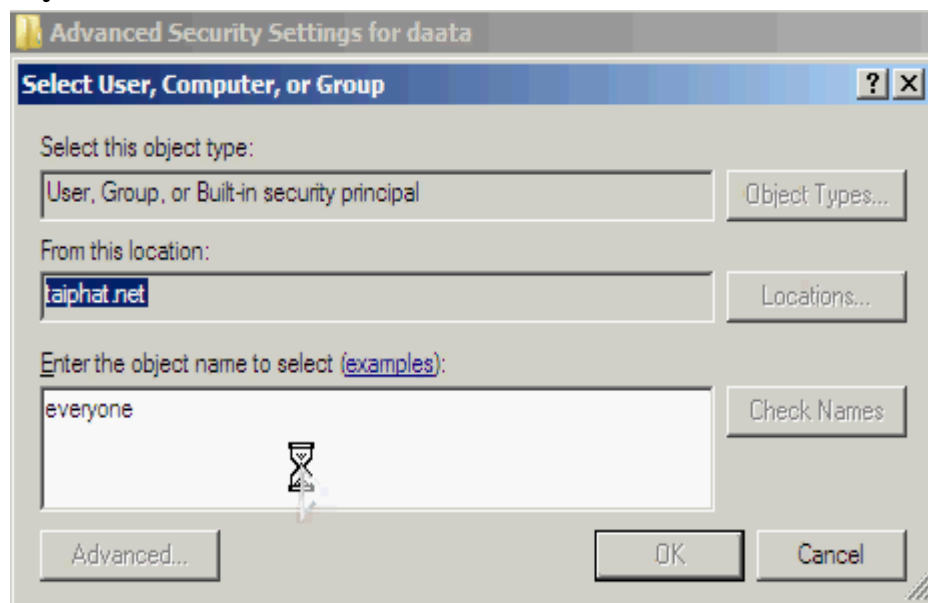 Advanced Security Settings for daata
Select User, Computer, or Group
Select this object type:
User, Group, or Built-in security principal
Object Types...
From this location:
taiphat.net
Locations...
Enter the object name to select (examples):
everyone
Check Names
Advanced...
OK
Cancel